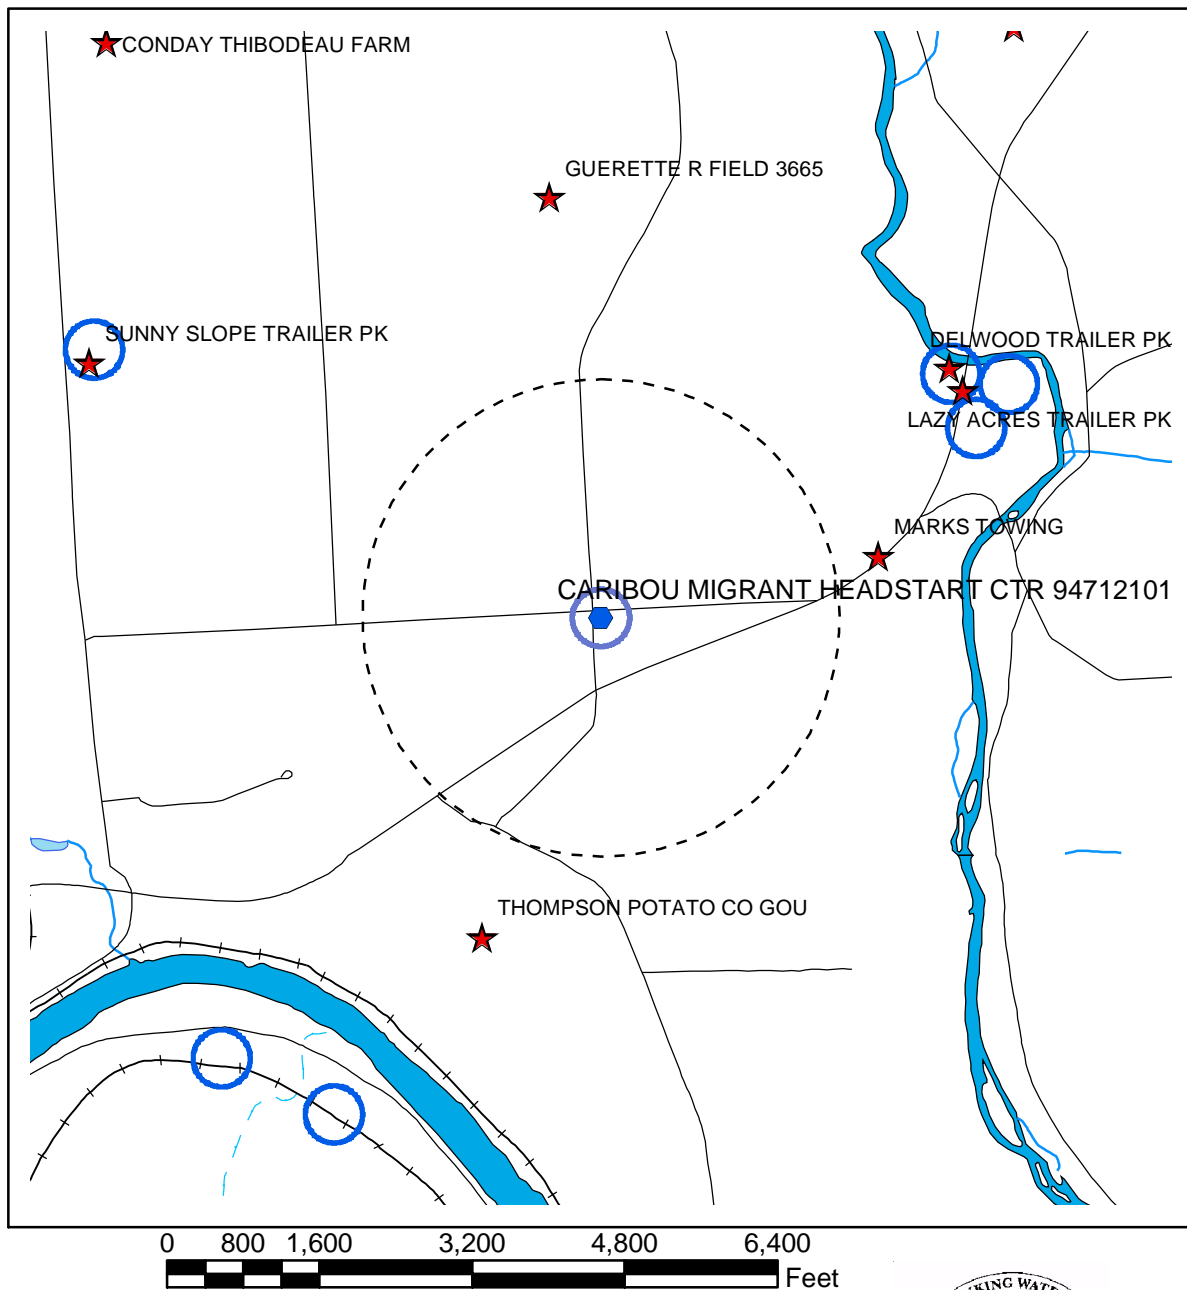 CONDAY THIBODEAU FARM
GUERETTE R FIELD 3665
SUNNY SLOPE TRAILER PK
DELWOOD TRAILER PK
LAZY ACRES TRAILER PK
MARKS TOWING
CARIBOU MIGRANT HEADSTART CTR 94712101
THOMPSON POTATO CO GOU
0 800 1,600 3,200 4,800 6,400
Feet